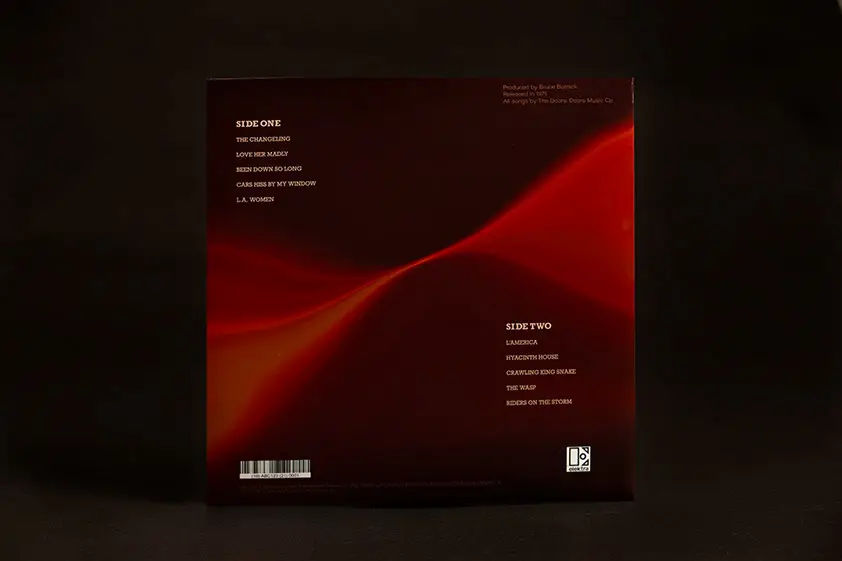 Produced by Bruce Botnick
Released in 1971
All songs by The Doors, Doors Music Co.
SIDE ONE
THE CHANGELING
LOVE HER MADLY
BEEN DOWN SO LONG
CARS HISS BY MY WINDOW
L.A. WOMEN
SIDE TWO
L'AMERICA
HYACINTH HOUSE
CRAWLING KING SNAKE
THE WASP
RIDERS ON THE STORM
elektra